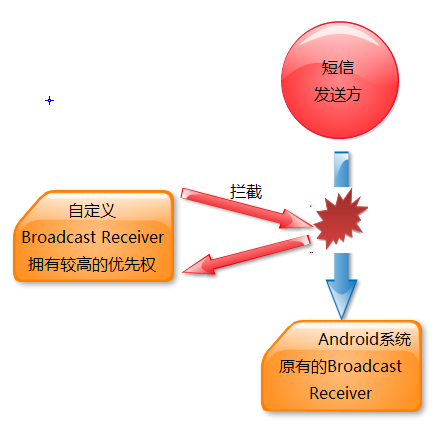 短信
发送方
拦截
自定义
Broadcast Receiver
拥有较高的优先权
Android系统
原有的Broadcast
Receiver